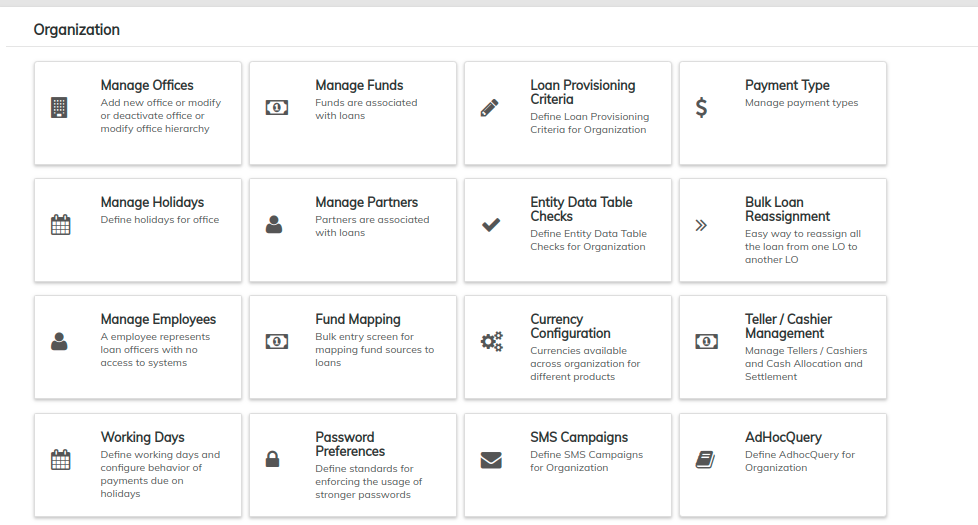 Organization
Manage Offices
Add new office or modify
or deactivate office or
modify office hierarchy
Manage Funds
Funds are associated
with loans
Loan Provisioning
Criteria
Define Loan Provisioning
Criteria for Organization
Payment Type
Manage payment types
Manage Holidays
Define holidays for office
Manage Partners
Partners are associated
with loans
Entity Data Table
Checks
Define Entity Data Table
Checks for Organization
Bulk Loan
Reassignment
Easy way to reassign all
the loan from one LO to
another LO
Manage Employees
A employee represents
loan officers with no
access to systems
Fund Mapping
Bulk entry screen for
mapping fund sources to
loans
Currency
Configuration
Currencies available
across organization for
different products
Teller / Cashier
Management
Manage Tellers / Cashiers
and Cash Allocation and
Settlement
Working Days
Define working days and
configure behavior of
payments due on
holidays
Password
Preferences
Define standards for
enforcing the usage of
stronger passwords
SMS Campaigns
Define SMS Campaigns
for Organization
AdHocQuery
Define AdhocQuery for
Organization